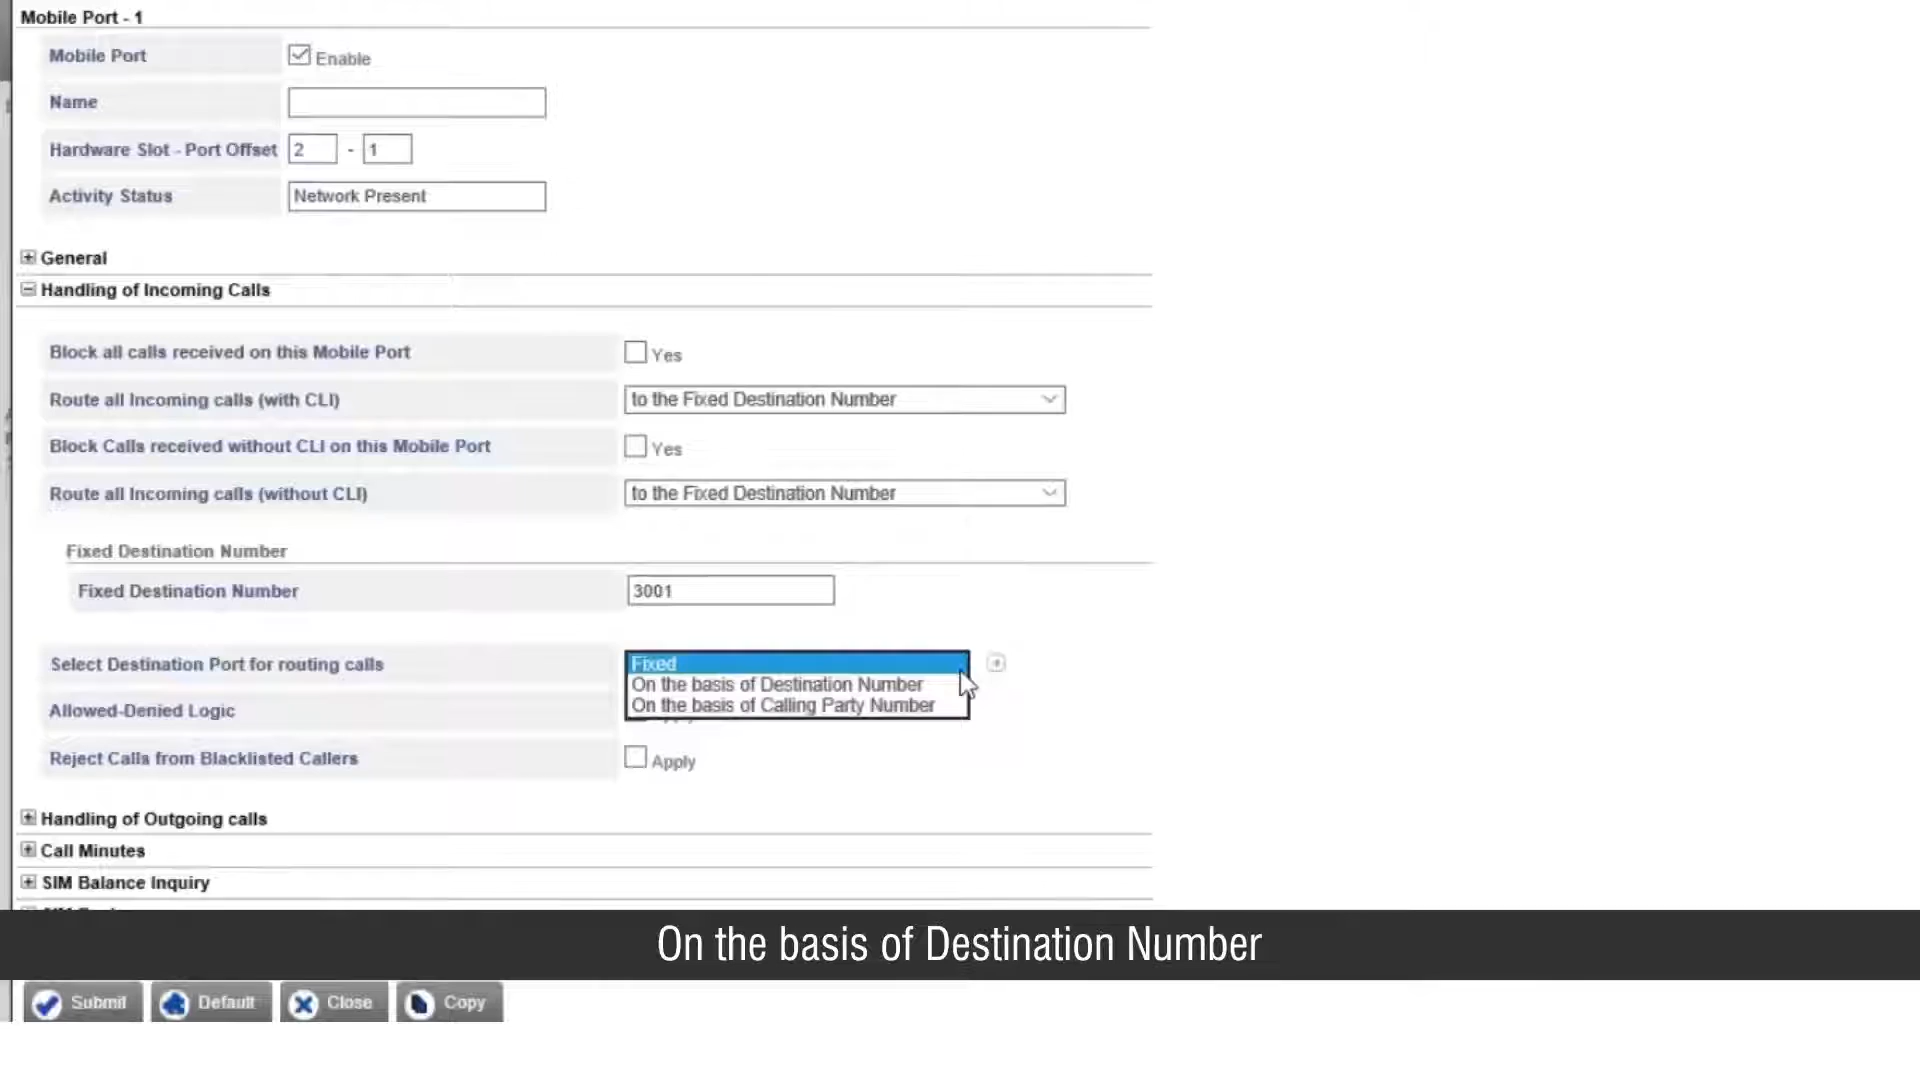 Mobile Port - 1
Mobile Port Enable
Name
Hardware Slot - Port Offset 2 - 1
Activity Status Network Present
General
Handling of Incoming Calls
Block all calls received on this Mobile Port Yes
Route all Incoming calls (with CLI) to the Fixed Destination Number
Block Calls received without CLI on this Mobile Port Yes
Route all Incoming calls (without CLI) to the Fixed Destination Number
Fixed Destination Number
Fixed Destination Number 3001
Select Destination Port for routing calls Fixed
On the basis of Destination Number
Allowed-Denied Logic On the basis of Calling Party Number
Reject Calls from Blacklisted Callers Apply
Handling of Outgoing calls
Call Minutes
SIM Balance Inquiry
On the basis of Destination Number
Submit Default Close Copy